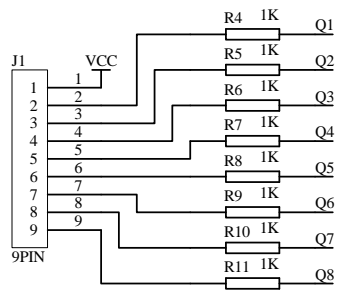 R4 1K Q1
J1 VCC R5 1K Q2
1 1
2 2 R6 1K Q3
3 3
4 4 R7 1K Q4
5 5
6 6 R8 1K Q5
7 7
8 8 R9 1K Q6
9 9
R10 1K Q7
9PIN
R11 1K Q8